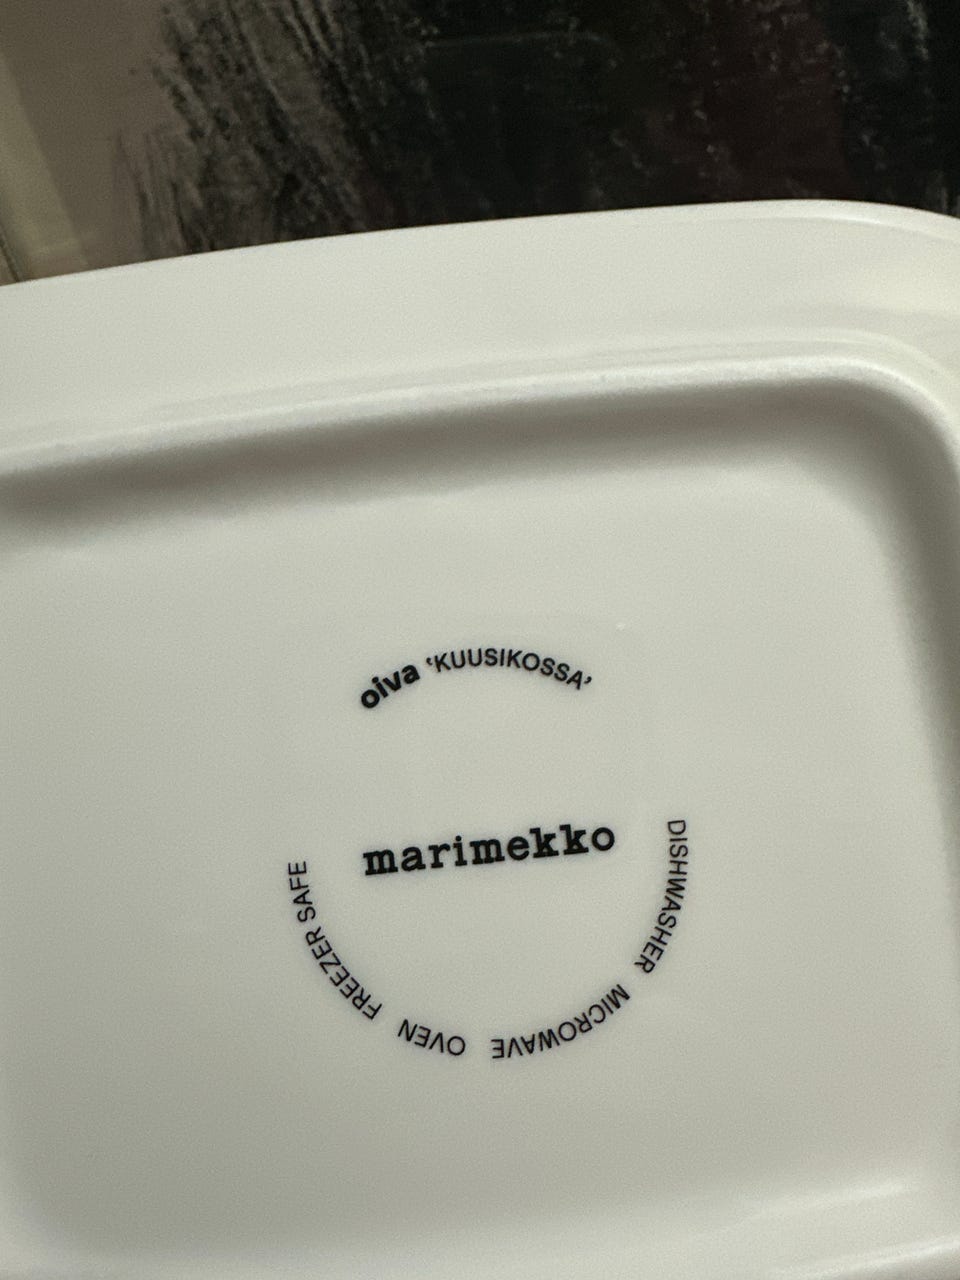 oiva ‘KUUSIKOSSA’
marimekko
DISHWASHER MICROWAVE OVEN FREEZER SAFE